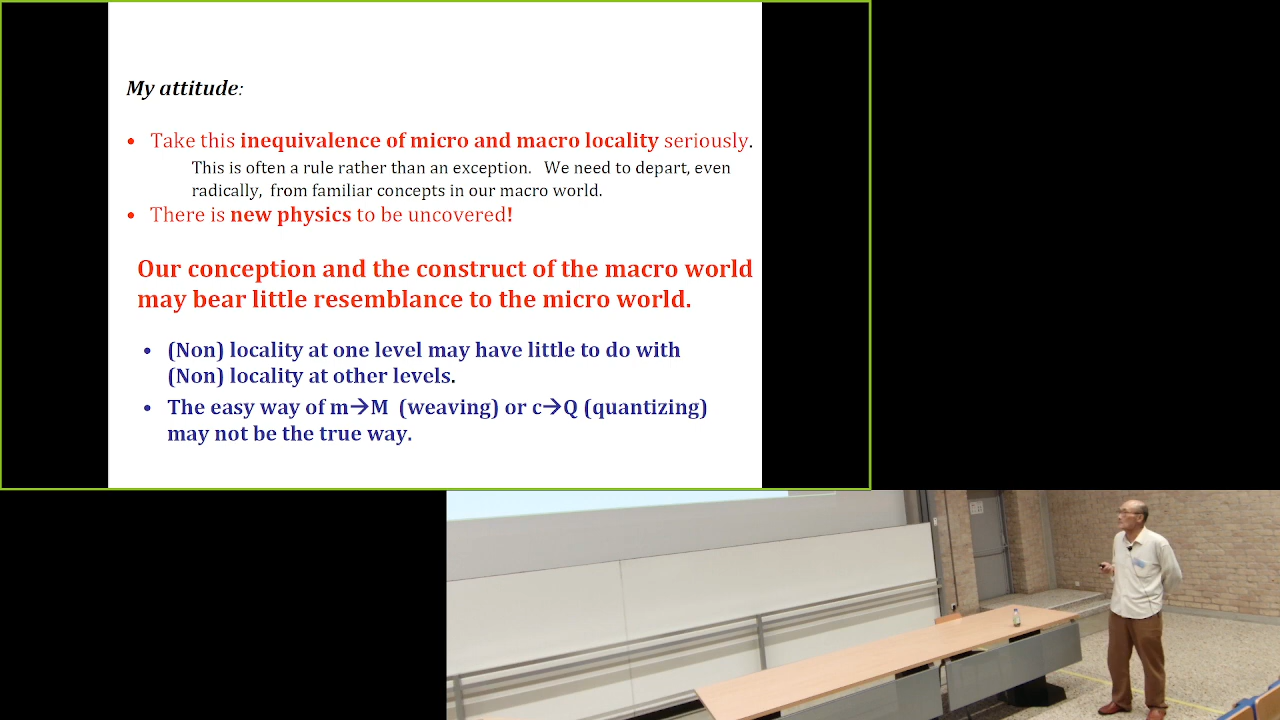 My attitude:
• Take this inequivalence of micro and macro locality seriously.
This is often a rule rather than an exception. We need to depart, even
radically, from familiar concepts in our macro world.
• There is new physics to be uncovered!
Our conception and the construct of the macro world
may bear little resemblance to the micro world.
• (Non) locality at one level may have little to do with
(Non) locality at other levels.
• The easy way of m→M (weaving) or c→Q (quantizing)
may not be the true way.